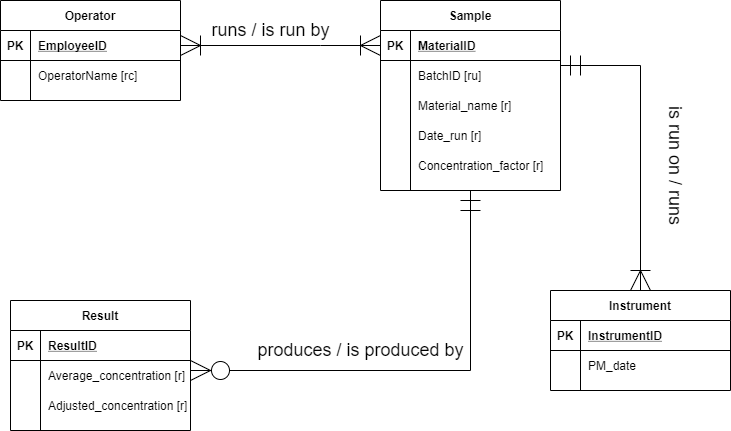 Operator
PK EmployeeID
OperatorName [rc]
runs / is run by
Sample
PK MaterialID
BatchID [ru]
Material_name [r]
Date_run [r]
Concentration_factor [r]
is run on / runs
Result
PK ResultID
Average_concentration [r]
Adjusted_concentration [r]
produces / is produced by
Instrument
PK InstrumentID
PM_date